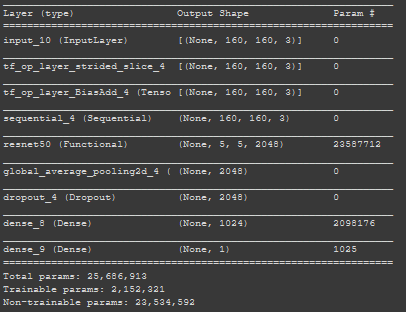 Layer (type) Output Shape Param #
input_10 (InputLayer) [(None, 160, 160, 3)] 0
tf_op_layer_strided_slice_4 [(None, 160, 160, 3)] 0
tf_op_layer_BiasAdd_4 (Tenso [(None, 160, 160, 3)] 0
sequential_4 (Sequential) (None, 160, 160, 3) 0
resnet50 (Functional) (None, 5, 5, 2048) 23587712
global_average_pooling2d_4 ( (None, 2048) 0
dropout_4 (Dropout) (None, 2048) 0
dense_8 (Dense) (None, 1024) 2098176
dense_9 (Dense) (None, 1) 1025
Total params: 25,686,913
Trainable params: 2,152,321
Non-trainable params: 23,534,592